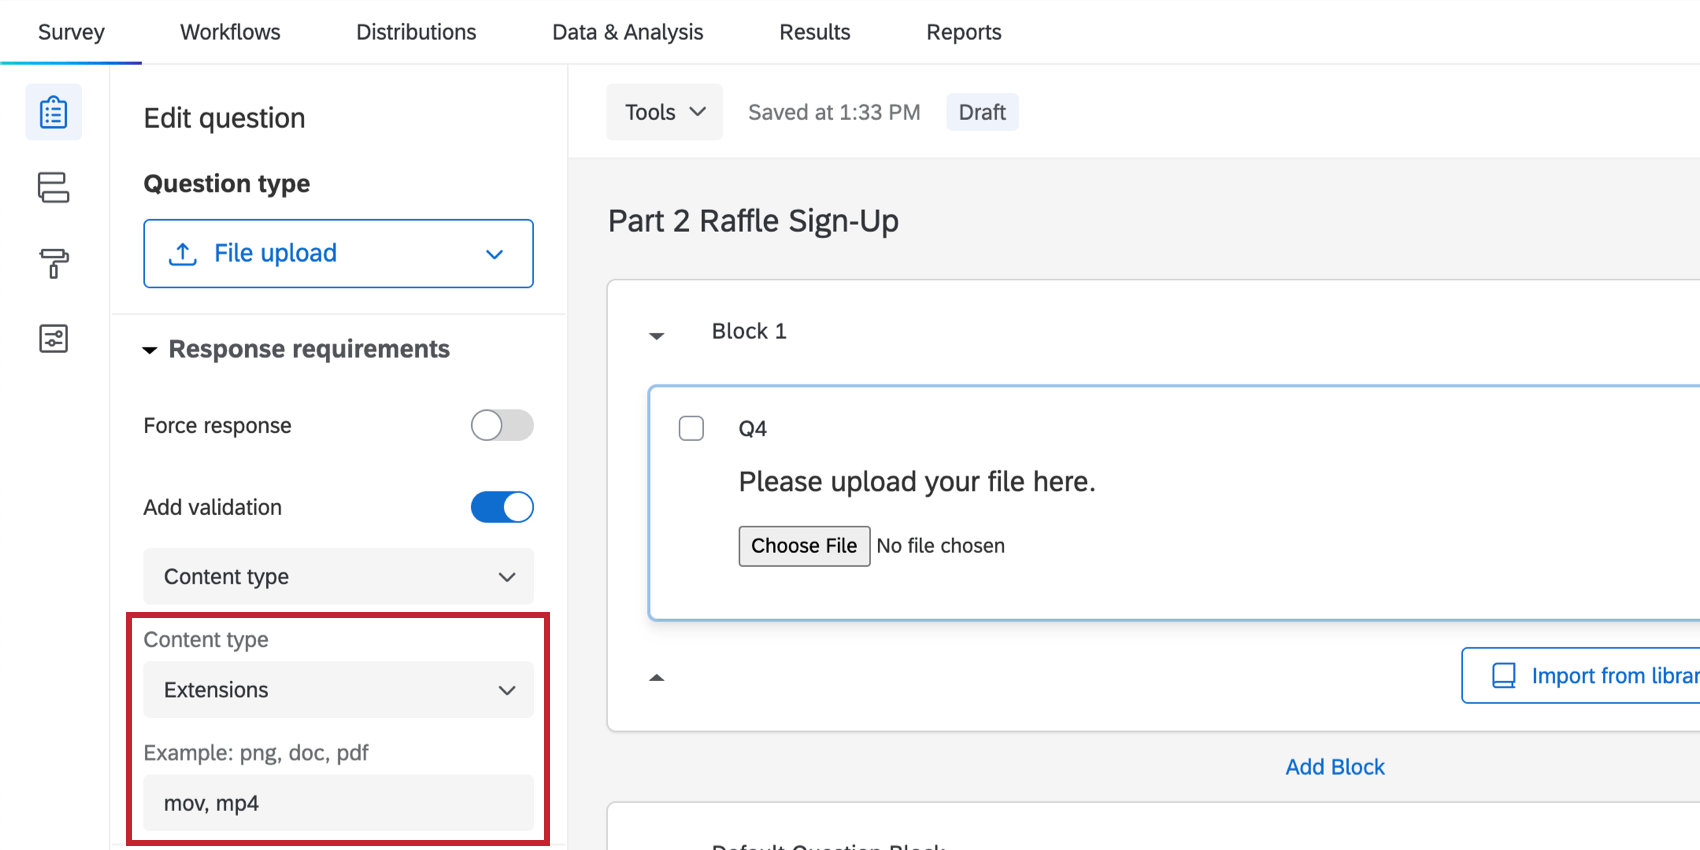 Survey
Workflows
Distributions
Data & Analysis
Results
Reports
Edit question
Question type
File upload
Response requirements
Force response
Add validation
Content type
Content type
Extensions
Example: png, doc, pdf
mov, mp4
Tools
Saved at 1:33 PM
Draft
Part 2 Raffle Sign-Up
Block 1
Q4
Please upload your file here.
Choose File
No file chosen
Import from librar
Add Block
Default Question Block